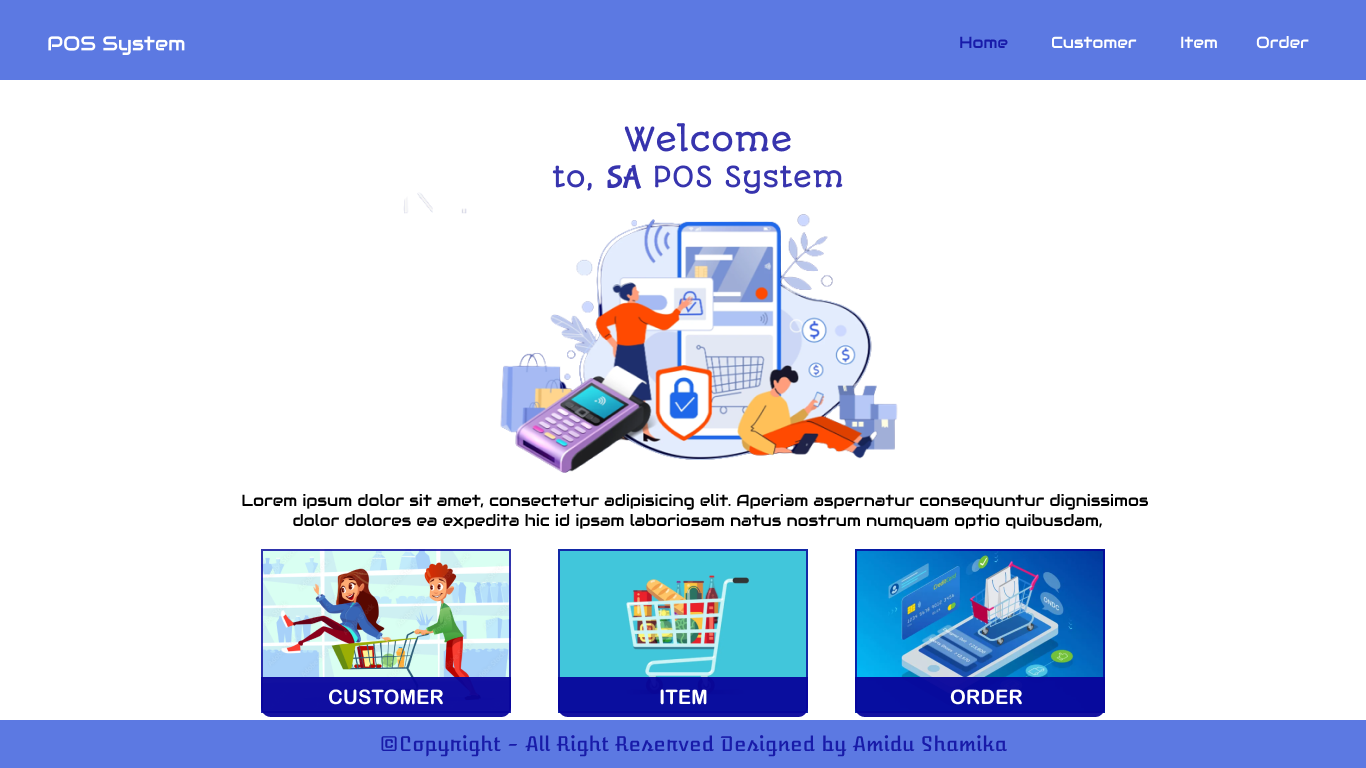 POS System
Home Customer Item Order
Welcome
to, SA POS System
Lorem ipsum dolor sit amet, consectetur adipisicing elit. Aperiam aspernatur consequuntur dignissimos
dolor dolores ea expedita hic id ipsam laboriosam natus nostrum numquam optio quibusdam,
CUSTOMER
ITEM
ORDER
©Copyright - All Right Reserved Designed by Amidu Shamika